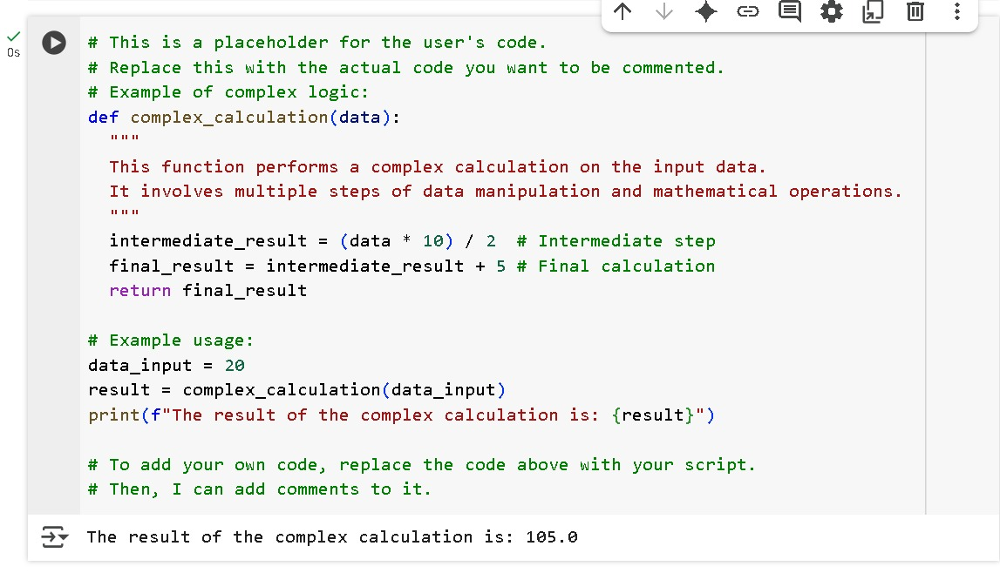 # This is a placeholder for the user's code.
0s
# Replace this with the actual code you want to be commented.
# Example of complex logic:
def complex_calculation(data):
  """
  This function performs a complex calculation on the input data.
  It involves multiple steps of data manipulation and mathematical operations.
  """
  intermediate_result = (data * 10) / 2  # Intermediate step
  final_result = intermediate_result + 5 # Final calculation
  return final_result

# Example usage:
data_input = 20
result = complex_calculation(data_input)
print(f"The result of the complex calculation is: {result}")

# To add your own code, replace the code above with your script.
# Then, I can add comments to it.
The result of the complex calculation is: 105.0